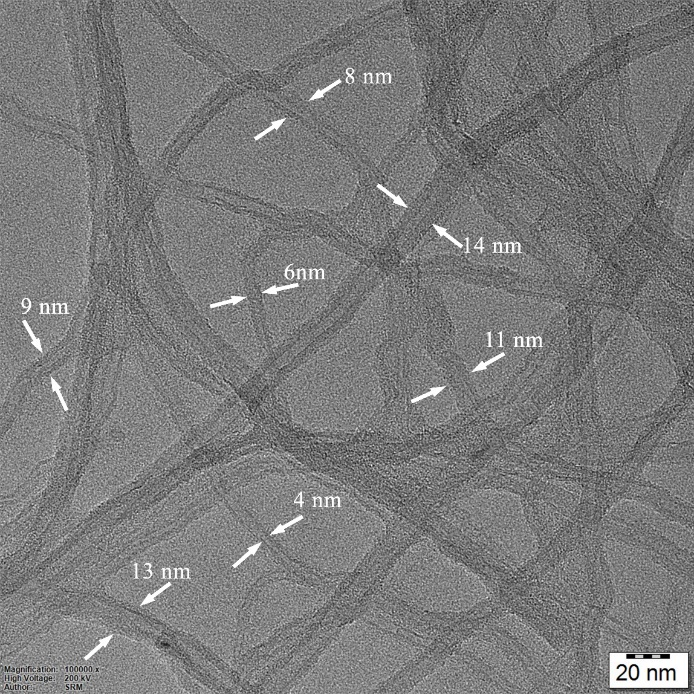 8 nm
14 nm
6nm
9 nm
11 nm
4 nm
13 nm
Magnification: 100000 x
High Voltage: 200 kV
Author: SRM
20 nm